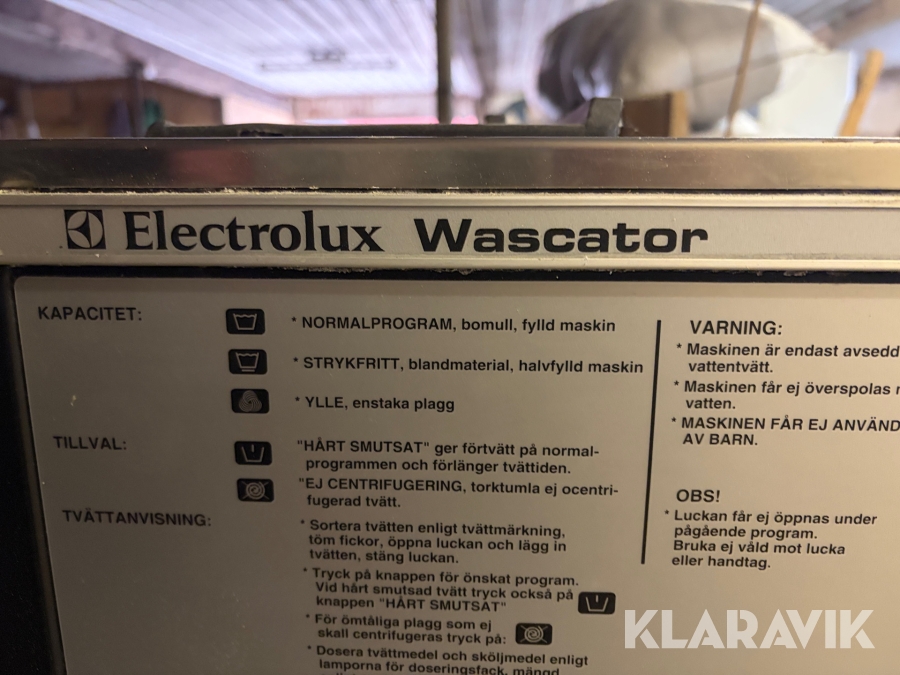 Electrolux Wascator
KAPACITET:
* NORMALPROGRAM, bomull, fylld maskin
* STRYKFRITT, blandmaterial, halvfylld maskin
* YLLE, enstaka plagg
TILLVAL:
"HÅRT SMUTSAT" ger förtvätt på normal-
programmen och förlänger tvättiden.
"EJ CENTRIFUGERING, torktumla ej ocentri-
fugerad tvätt.
TVÄTTANVISNING:
* Sortera tvätten enligt tvättmärkning,
töm fickor, öppna luckan och lägg in
tvätten, stäng luckan.
* Tryck på knappen för önskat program.
Vid hårt smutsad tvätt tryck också på
knappen "HÅRT SMUTSAT"
* För ömtåliga plagg som ej
skall centrifugeras tryck på:
* Dosera tvättmedel och sköljmedel enligt
lamporna för doseringsfack, mängd
VARNING:
* Maskinen är endast avsedd
vattentvätt.
* Maskinen får ej överspolas
vatten.
* MASKINEN FÅR EJ ANVÄND
AV BARN.
OBS!
* Luckan får ej öppnas under
pågående program.
Bruka ej våld mot lucka
eller handtag.
KLARAVIK